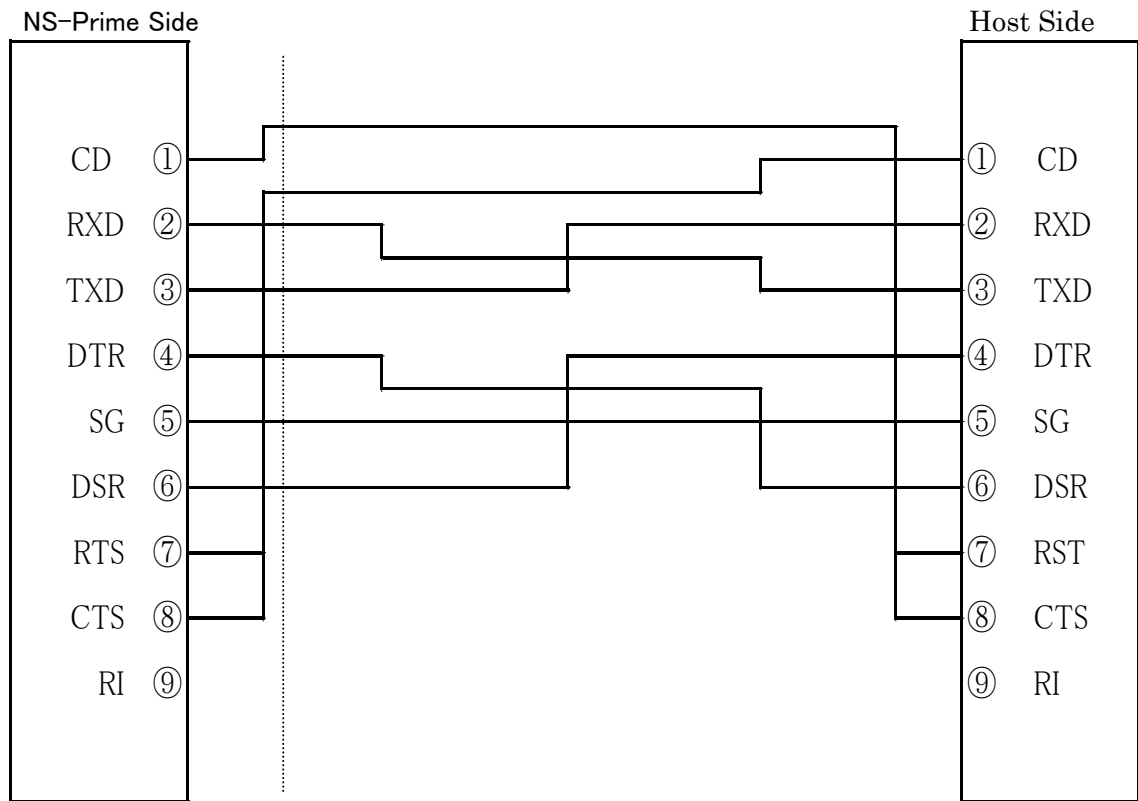 NS-Prime Side Host Side
CD ① ① CD
RXD ② ② RXD
TXD ③ ③ TXD
DTR ④ ④ DTR
SG ⑤ ⑤ SG
DSR ⑥ ⑥ DSR
RTS ⑦ ⑦ RST
CTS ⑧ ⑧ CTS
RI ⑨ ⑨ RI